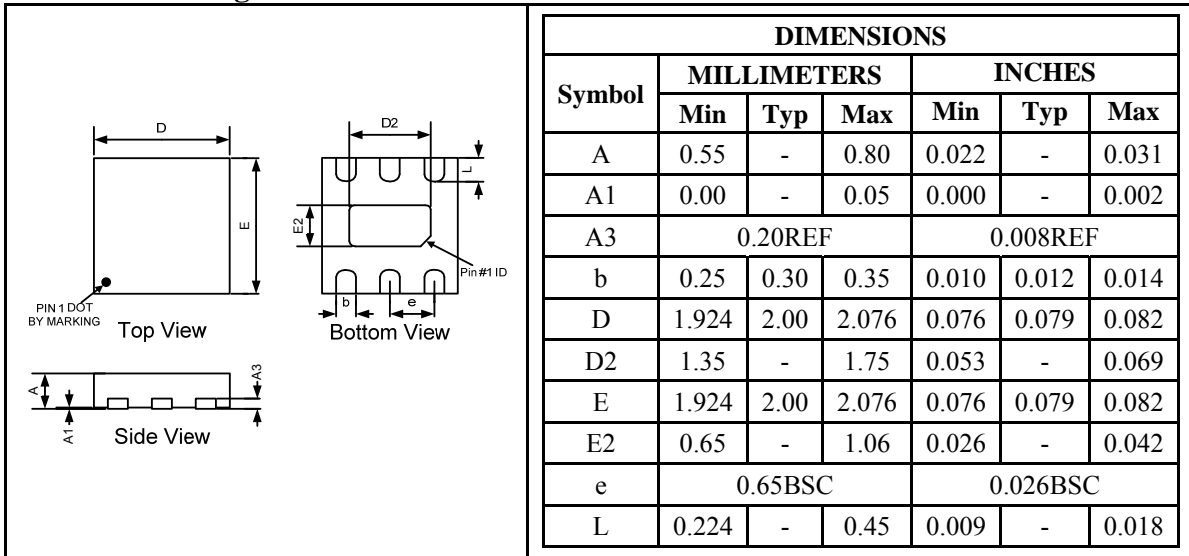 D
E
PIN 1 DOT
BY MARKING
Top View
D2
L
E2
Pin #1 ID
b
e
Bottom View
A
A1
A3
Side View
DIMENSIONS
Symbol MILLIMETERS INCHES
Min Typ Max Min Typ Max
A 0.55 - 0.80 0.022 - 0.031
A1 0.00 - 0.05 0.000 - 0.002
A3 0.20REF 0.008REF
b 0.25 0.30 0.35 0.010 0.012 0.014
D 1.924 2.00 2.076 0.076 0.079 0.082
D2 1.35 - 1.75 0.053 - 0.069
E 1.924 2.00 2.076 0.076 0.079 0.082
E2 0.65 - 1.06 0.026 - 0.042
e 0.65BSC 0.026BSC
L 0.224 - 0.45 0.009 - 0.018